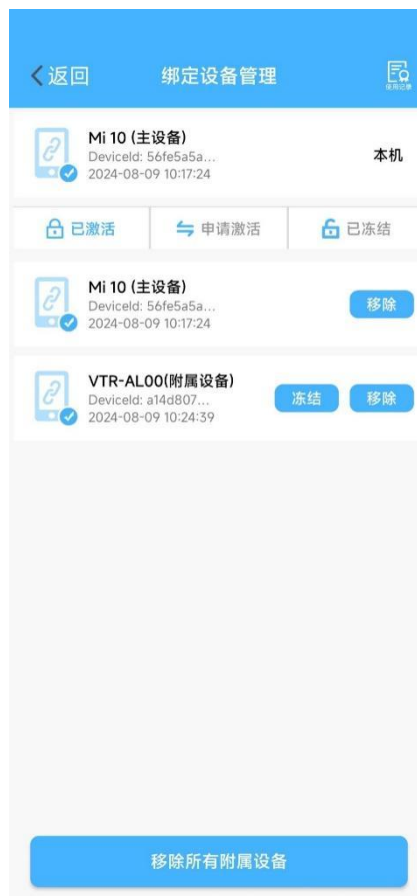 返回
绑定设备管理
使用记录
Mi 10 (主设备)
DeviceId: 56fe5a5a...
2024-08-09 10:17:24
本机
已激活
申请激活
已冻结
Mi 10 (主设备)
DeviceId: 56fe5a5a...
2024-08-09 10:17:24
移除
VTR-AL00(附属设备)
DeviceId: a14d807...
2024-08-09 10:24:39
冻结
移除
移除所有附属设备